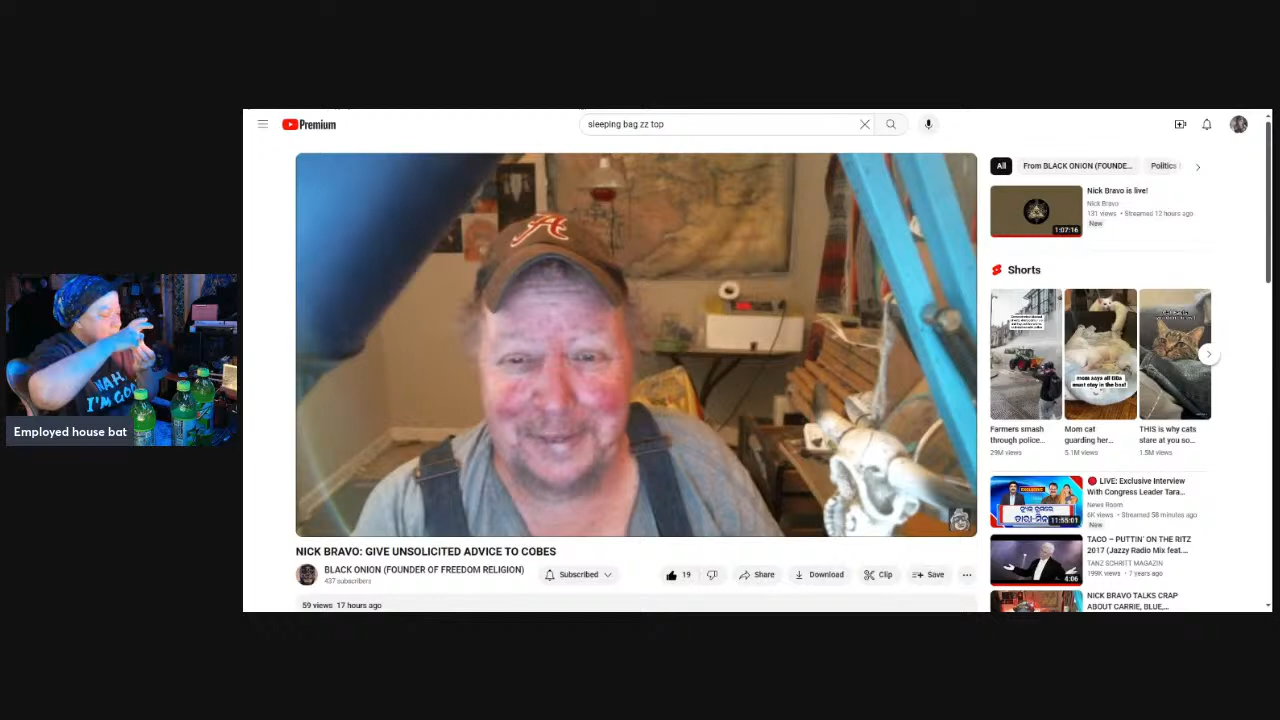 Premium
sleeping bag zz top
All
From BLACK ONION (FOUNDE...
Politics
Nick Bravo is live!
Nick Bravo
131 views • Streamed 12 hours ago
New
1:07:16
Shorts
Farmers smash
through police...
29M views
Mom cat
guarding her...
5.1M views
THIS is why cats
stare at you so...
1.5M views
NAH
I'M GOO
Employed house bat
A
LIVE: Exclusive Interview
With Congress Leader Tara...
News Room
6K views • Streamed 58 minutes ago
New
11:55:01
TACO – PUTTIN' ON THE RITZ
2017 (Jazzy Radio Mix feat....
TANZ SCHRITT MAGAZIN
199K views • 7 years ago
4:06
NICK BRAVO TALKS CRAP
ABOUT CARRIE, BLUE,...
NICK BRAVO: GIVE UNSOLICITED ADVICE TO COBES
BLACK ONION (FOUNDER OF FREEDOM RELIGION)
437 subscribers
Subscribed
19
Share
Download
Clip
Save
59 views 17 hours ago